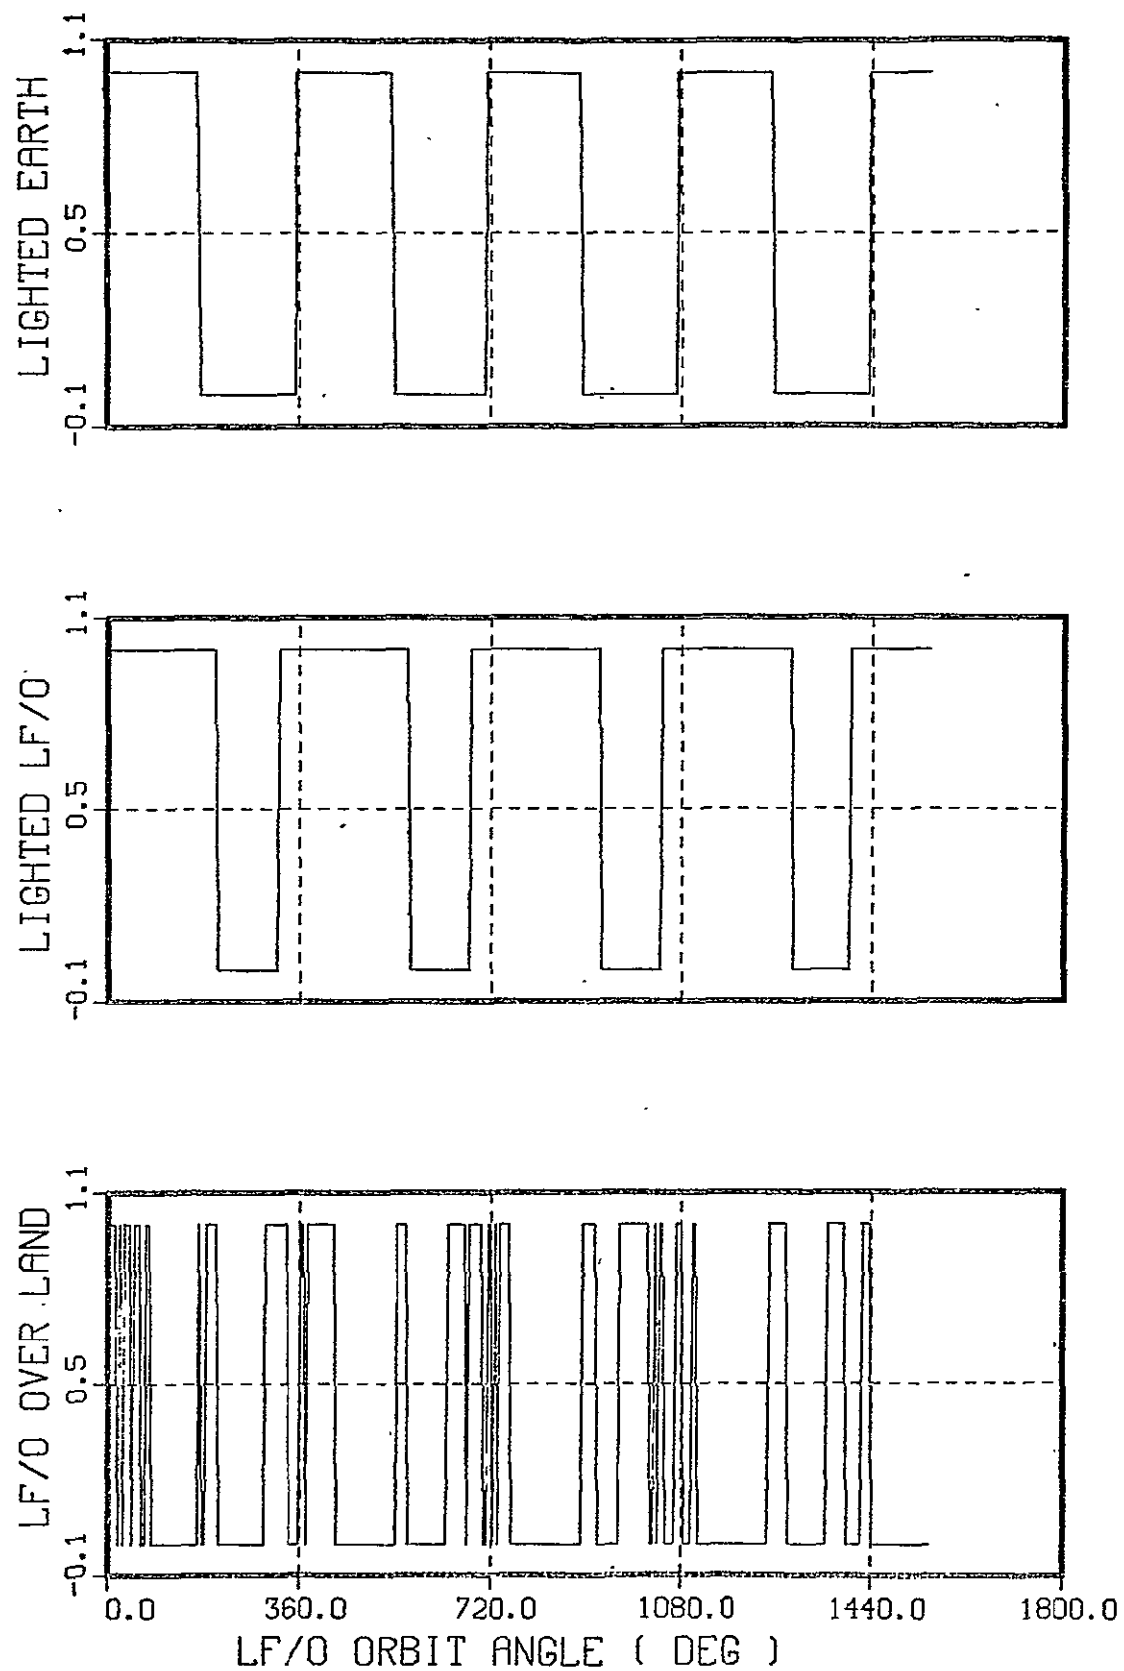 LIGHTED EARTH
1.1
0.5
-0.1
LIGHTED LF/O
1.1
0.5
-0.1
LF/O OVER LAND
1.1
0.5
-0.1
0.0 360.0 720.0 1080.0 1440.0 1800.0
LF/O ORBIT ANGLE ( DEG )